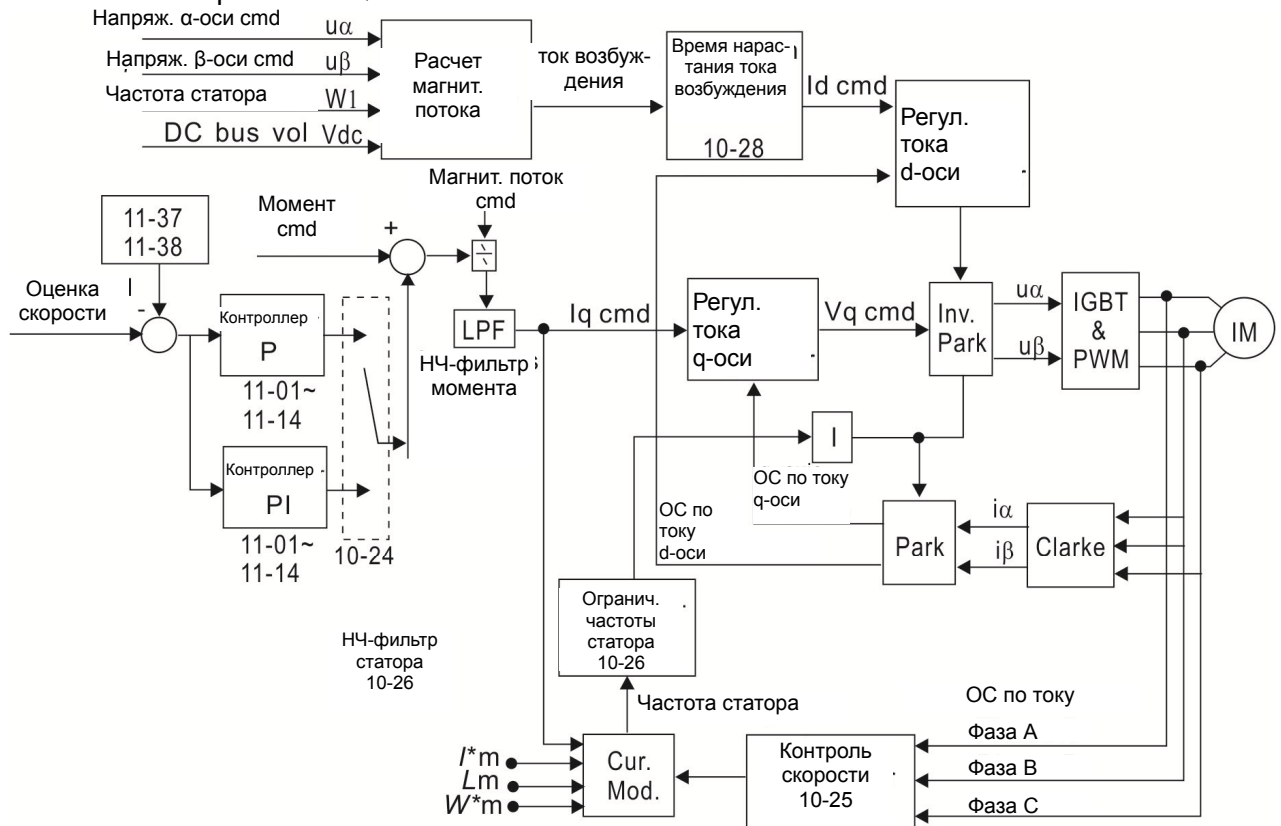 Напряж. α-оси cmd
uα
Напряж. β-оси cmd
uβ
Частота статора
W1
DC bus vol Vdc
Расчет
магнит.
потока
ток возбуж-
дения
Время нарас-
тания тока
возбуждения
10-28
Id cmd
Регул.
тока
d-оси
11-37
11-38
Момент
cmd
+
Магнит. поток
cmd
÷
Оценка
скорости
-
Контроллер
P
11-01~
11-14
Контроллер
PI
11-01~
11-14
10-24
LPF
НЧ-фильтр
момента
Iq cmd
Регул.
тока
q-оси
Vq cmd
Inv.
Park
uα
uβ
IGBT
&
PWM
IM
I
ОС по току
q-оси
ОС по
току
d-оси
Park
iα
iβ
Clarke
Огранич.
частоты
статора
10-26
НЧ-фильтр
статора
10-26
Частота статора
I*m
Lm
W*m
Cur.
Mod.
Контроль
скорости
10-25
ОС по току
Фаза A
Фаза B
Фаза C